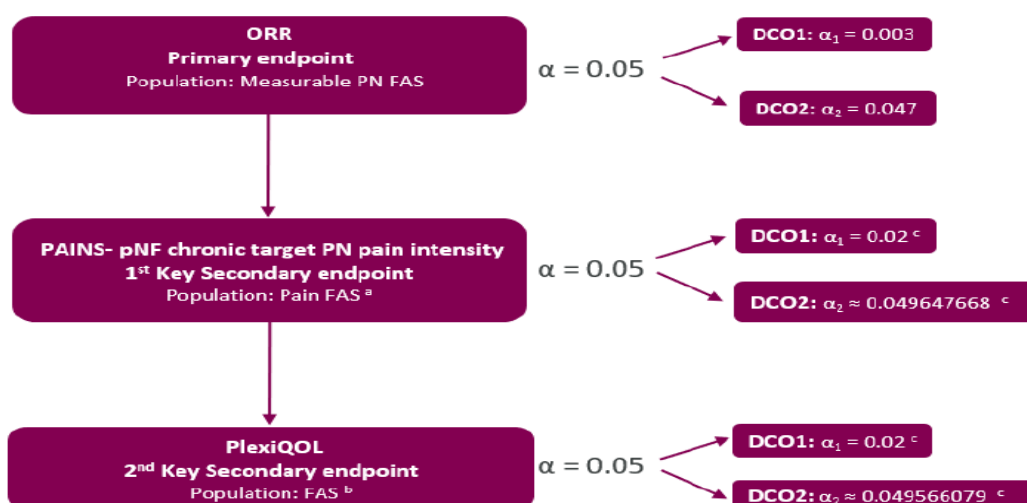 ORR
Primary endpoint
Population: Measurable PN FAS
α = 0.05
DCO1: α₁ = 0.003
DCO2: α₂ = 0.047
PAINS- pNF chronic target PN pain intensity
1st Key Secondary endpoint
Population: Pain FAS a
α = 0.05
DCO1: α₁ = 0.02 c
DCO2: α₂ ≈ 0.049647668 c
PlexiQOL
2nd Key Secondary endpoint
Population: FAS b
α = 0.05
DCO1: α₁ = 0.02 c
DCO2: α₂ ≈ 0.049566079 c